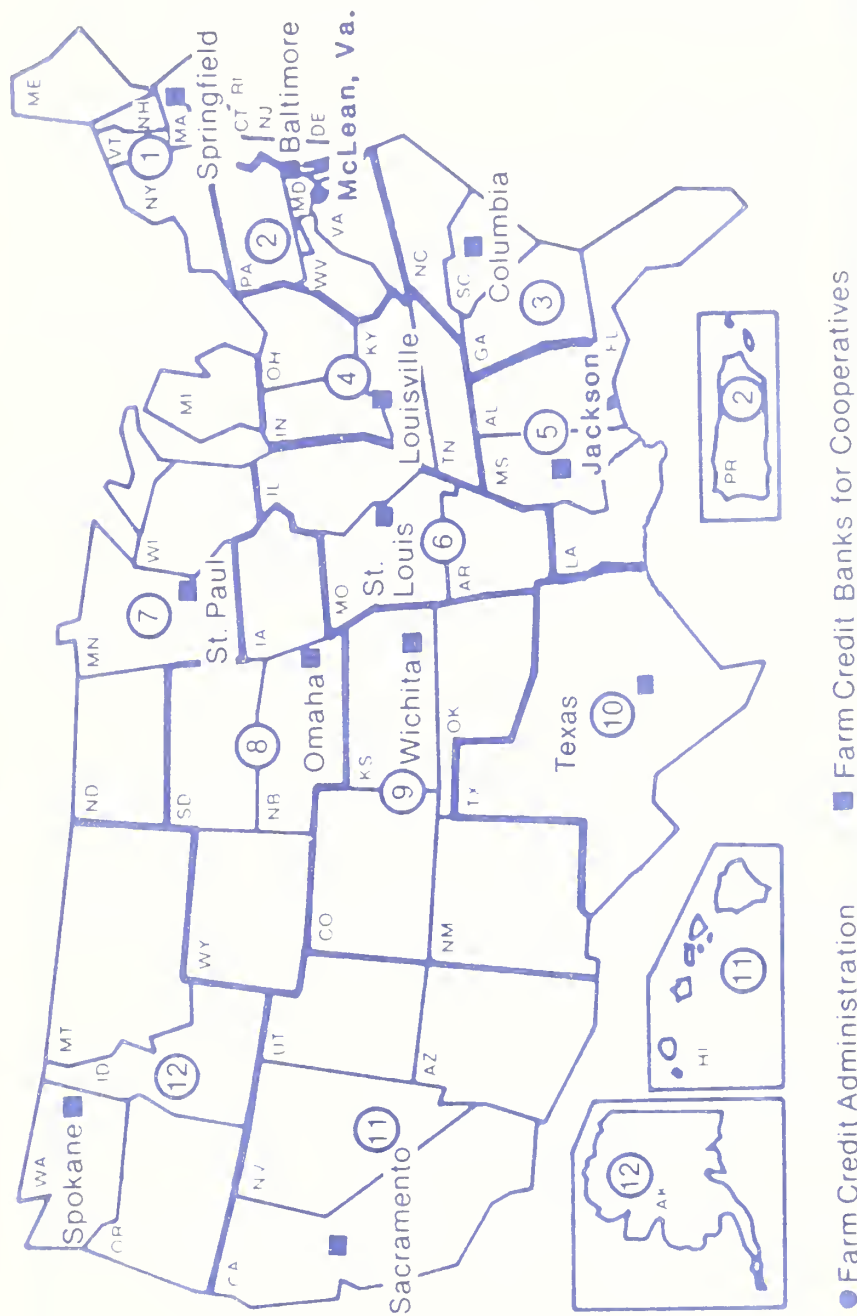 WA
Spokane
OR
MT
ID
12
ND
MN
7
St. Paul
WI
MI
SD
WY
8
NB
Omaha
IA
IL
IN
OH
4
KY
Louisville
ME
VT
NH
1
NY
MA
Springfield
CT
RI
NJ
PA
2
Baltimore
MD
DE
McLean, Va.
WV
VA
NV
UT
CO
9
KS
Wichita
MO
St.
Louis
6
AR
TN
NC
SC
Columbia
GA
3
CA
Sacramento
11
AZ
NM
TX
OK
Texas
10
LA
MS
AL
5
Jackson
FL
12
AK
HI
11
PR
2
Farm Credit Administration
Farm Credit Banks for Cooperatives